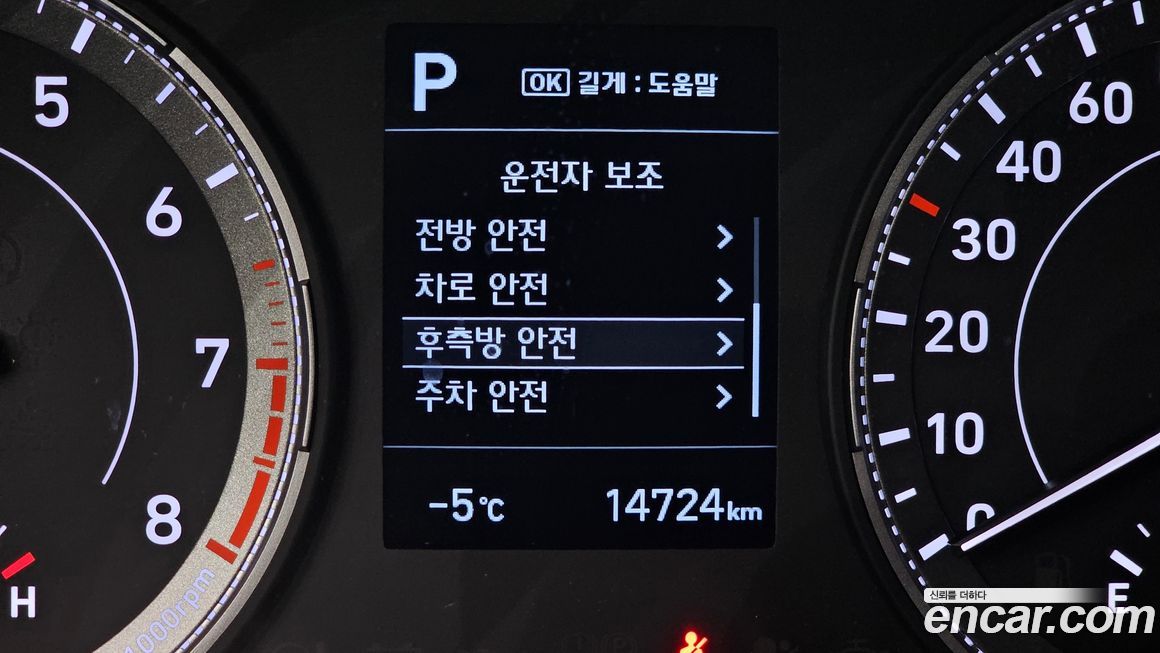 P
OK 길게 : 도움말
운전자 보조
전방 안전
차로 안전
후측방 안전
주차 안전
-5℃
14724km
5
6
7
8
1000rpm
H
60
40
30
20
10
0
E
신뢰를 더하다
encar.com